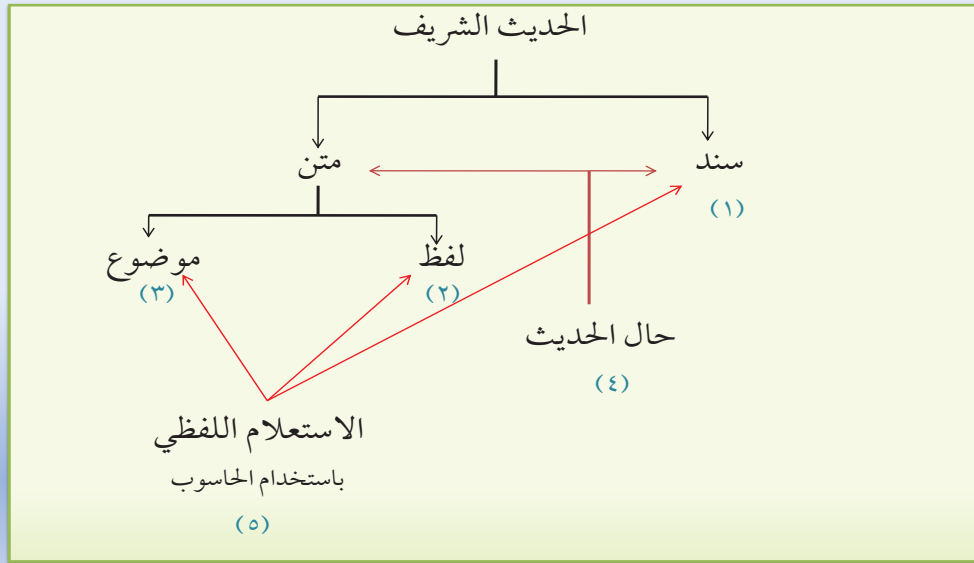 الحديث الشريف
سند
(١)
متن
لفظ
(٢)
موضوع
(٣)
حال الحديث
(٤)
الاستعلام اللفظي
باستخدام الحاسوب
(٥)